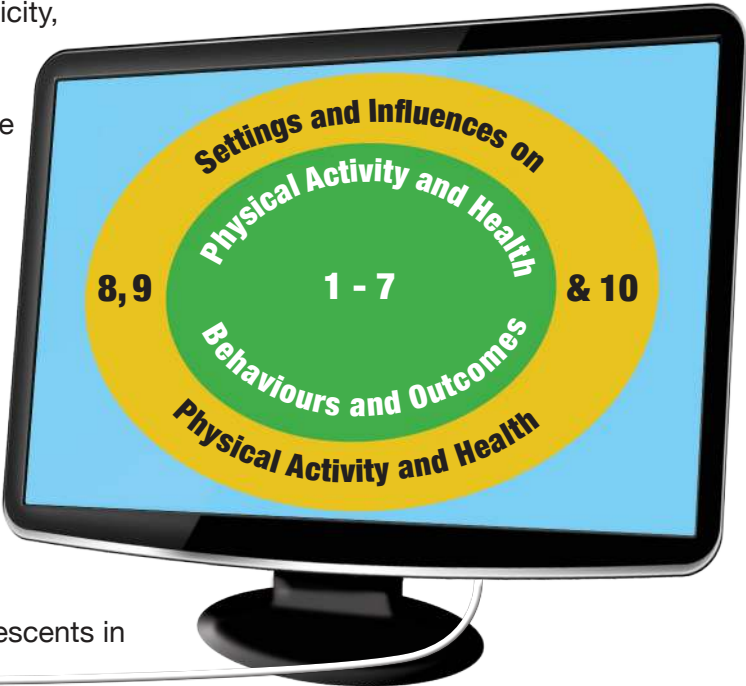 icity,
e
Settings and Influences on
Physical Activity and Health
8, 9
1 - 7
& 10
Behaviours and Outcomes
Physical Activity and Health
escents in